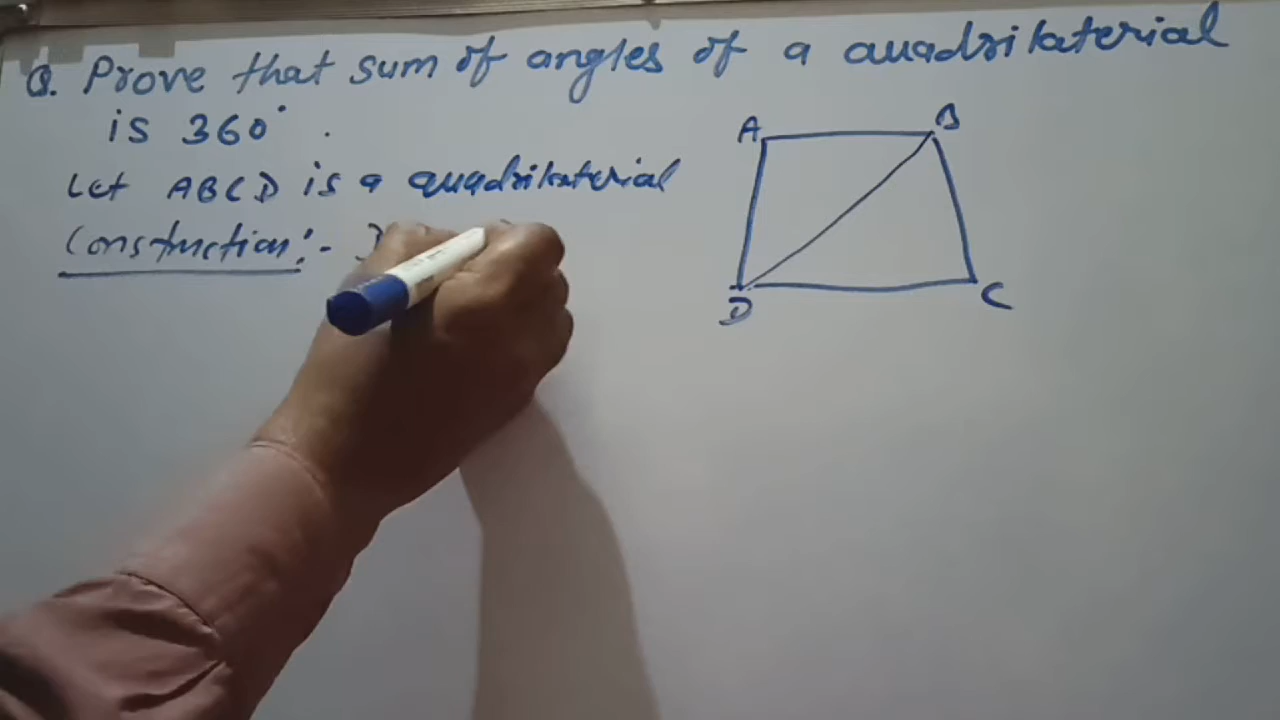 Q. Prove that sum of angles of a quadrilaterial
is 360° .
Let ABCD is a quadrilaterial
Construction:-
A
B
D
C